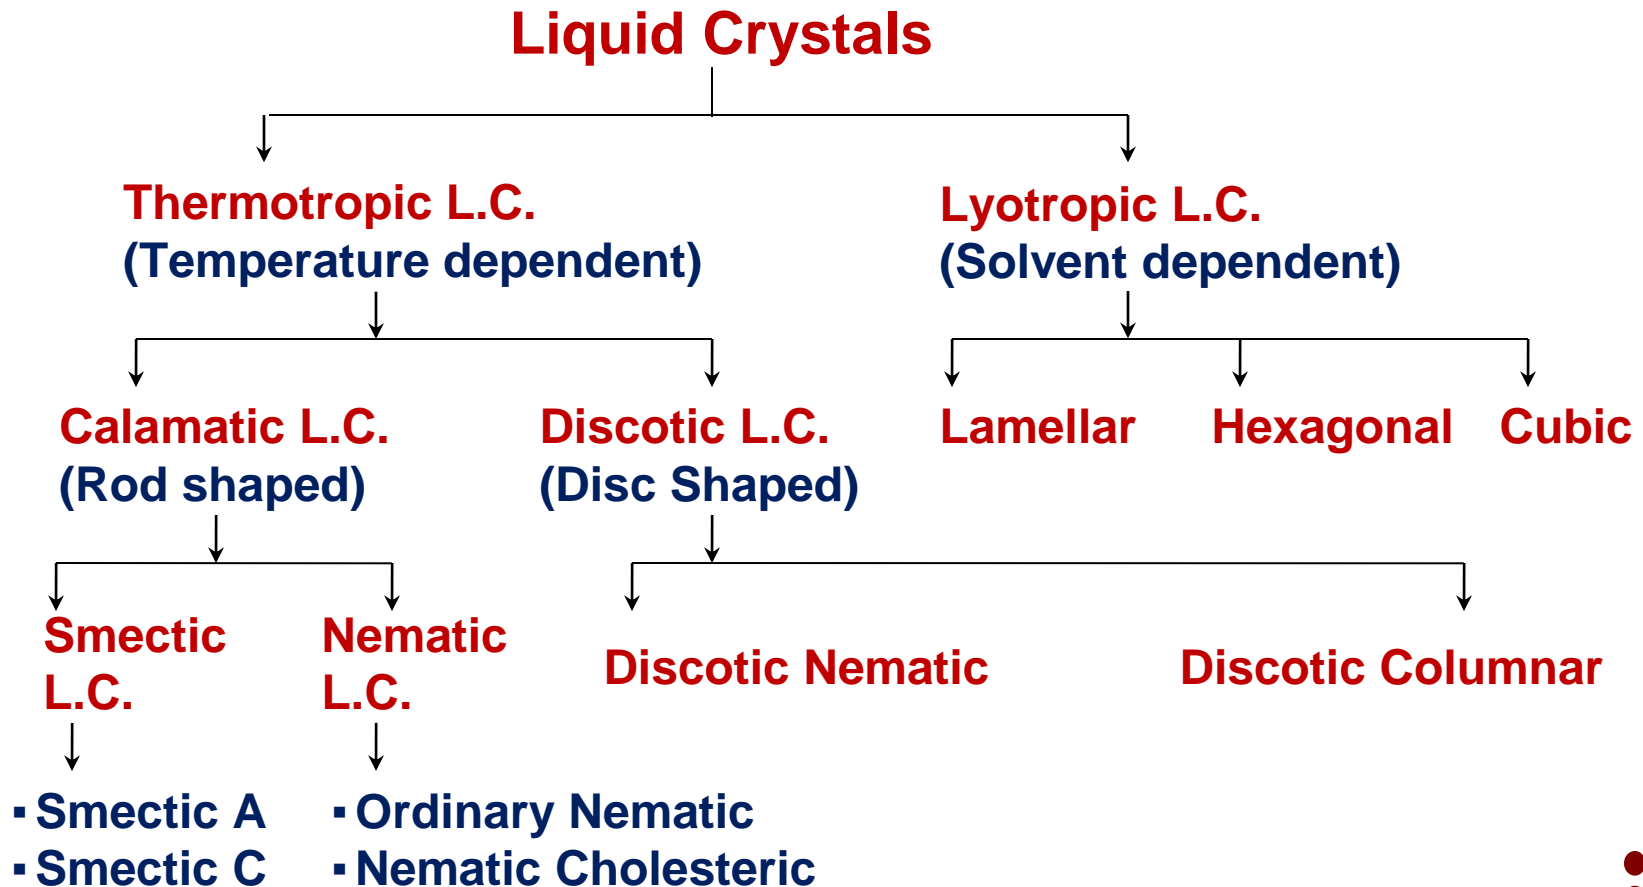 Liquid Crystals
Thermotropic L.C.
(Temperature dependent)
Lyotropic L.C.
(Solvent dependent)
Calamatic L.C.
(Rod shaped)
Discotic L.C.
(Disc Shaped)
Lamellar
Hexagonal
Cubic
Smectic
L.C.
Nematic
L.C.
Discotic Nematic
Discotic Columnar
▪ Smectic A
▪ Smectic C
▪ Ordinary Nematic
▪ Nematic Cholesteric